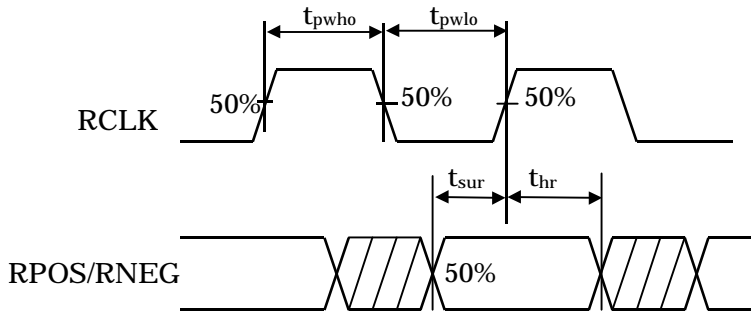 tpwho tpwlo
50% 50% 50%
RCLK
tsur thr
RPOS/RNEG 50%